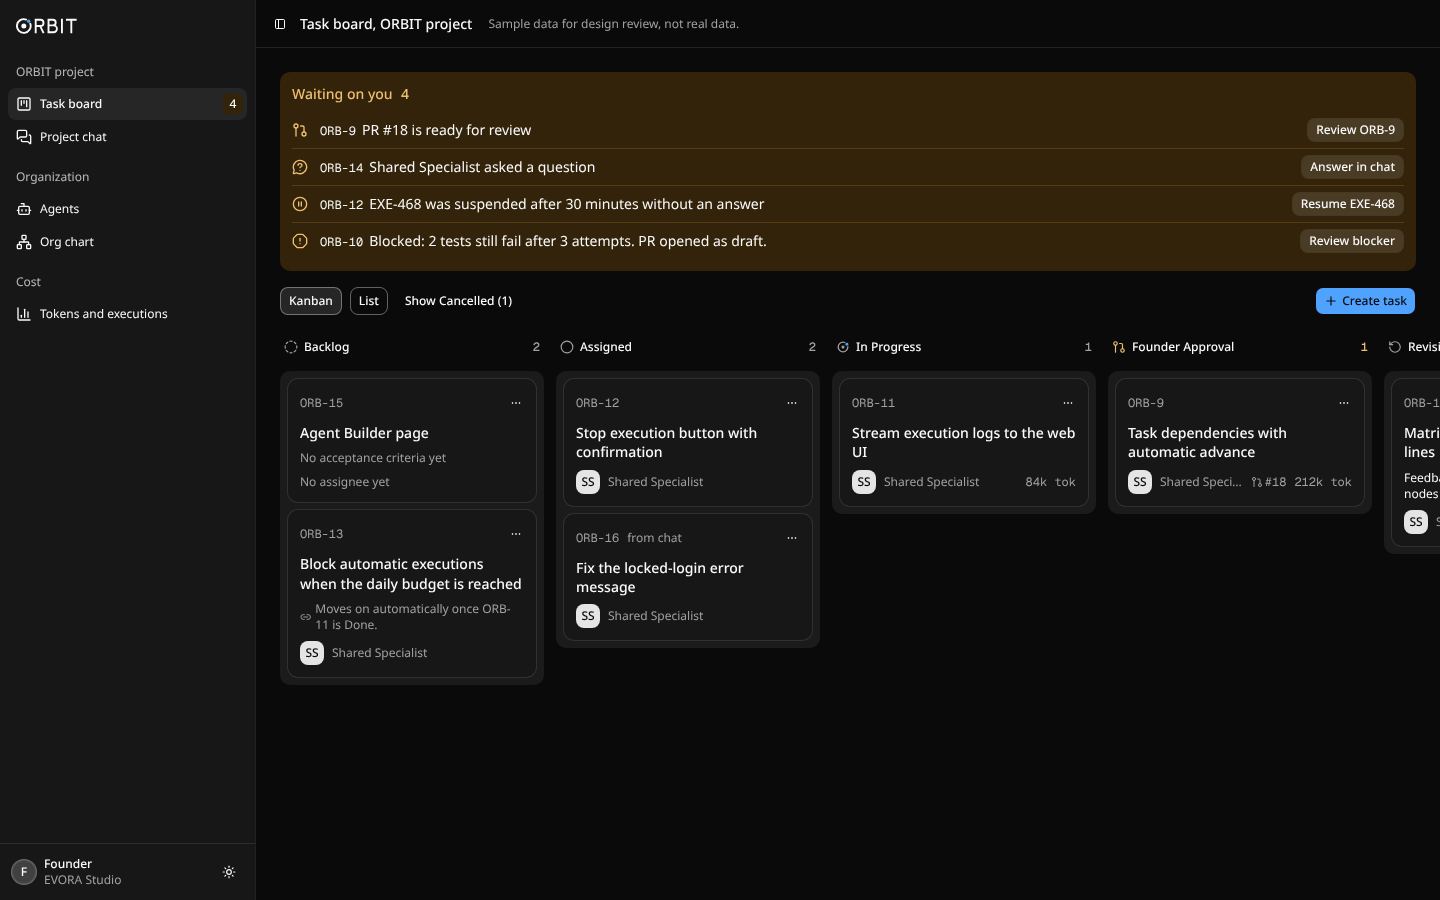 ORBIT
Task board, ORBIT project
Sample data for design review, not real data.
ORBIT project
Task board
4
Project chat
Organization
Agents
Org chart
Cost
Tokens and executions
Waiting on you 4
ORB-9 PR #18 is ready for review
Review ORB-9
ORB-14 Shared Specialist asked a question
Answer in chat
ORB-12 EXE-468 was suspended after 30 minutes without an answer
Resume EXE-468
ORB-10 Blocked: 2 tests still fail after 3 attempts. PR opened as draft.
Review blocker
Kanban
List
Show Cancelled (1)
+ Create task
Backlog
2
ORB-15
...
Agent Builder page
No acceptance criteria yet
No assignee yet
ORB-13
...
Block automatic executions
when the daily budget is reached
Moves on automatically once ORB-
11 is Done.
SS
Shared Specialist
Assigned
2
ORB-12
...
Stop execution button with
confirmation
SS
Shared Specialist
ORB-16 from chat
...
Fix the locked-login error
message
SS
Shared Specialist
In Progress
1
ORB-11
...
Stream execution logs to the web
UI
SS
Shared Specialist
84k tok
Founder Approval
1
ORB-9
...
Task dependencies with
automatic advance
SS
Shared Speci...
#18
212k tok
Revisi
ORB-1
Matri
lines
Feedba
nodes
SS
S
F
Founder
EVORA Studio